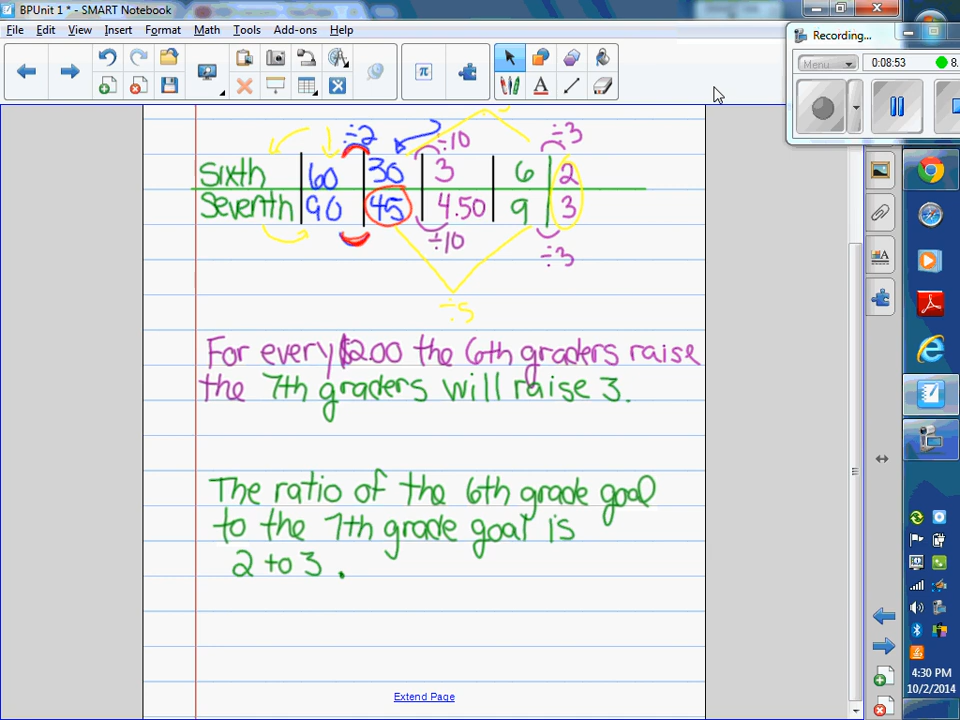 BPUnit 1 * - SMART Notebook
File Edit View Insert Format Math Tools Add-ons Help
Recording...
Menu 0:08:53 8.
÷2 ÷10 ÷3
Sixth 60 30 3 6 2
Seventh 90 45 4.50 9 3
÷10 ÷3
÷5
For every $2.00 the 6th graders raise
the 7th graders will raise 3.
The ratio of the 6th grade goal
to the 7th grade goal is
2 to 3.
Extend Page
4:30 PM
10/2/2014